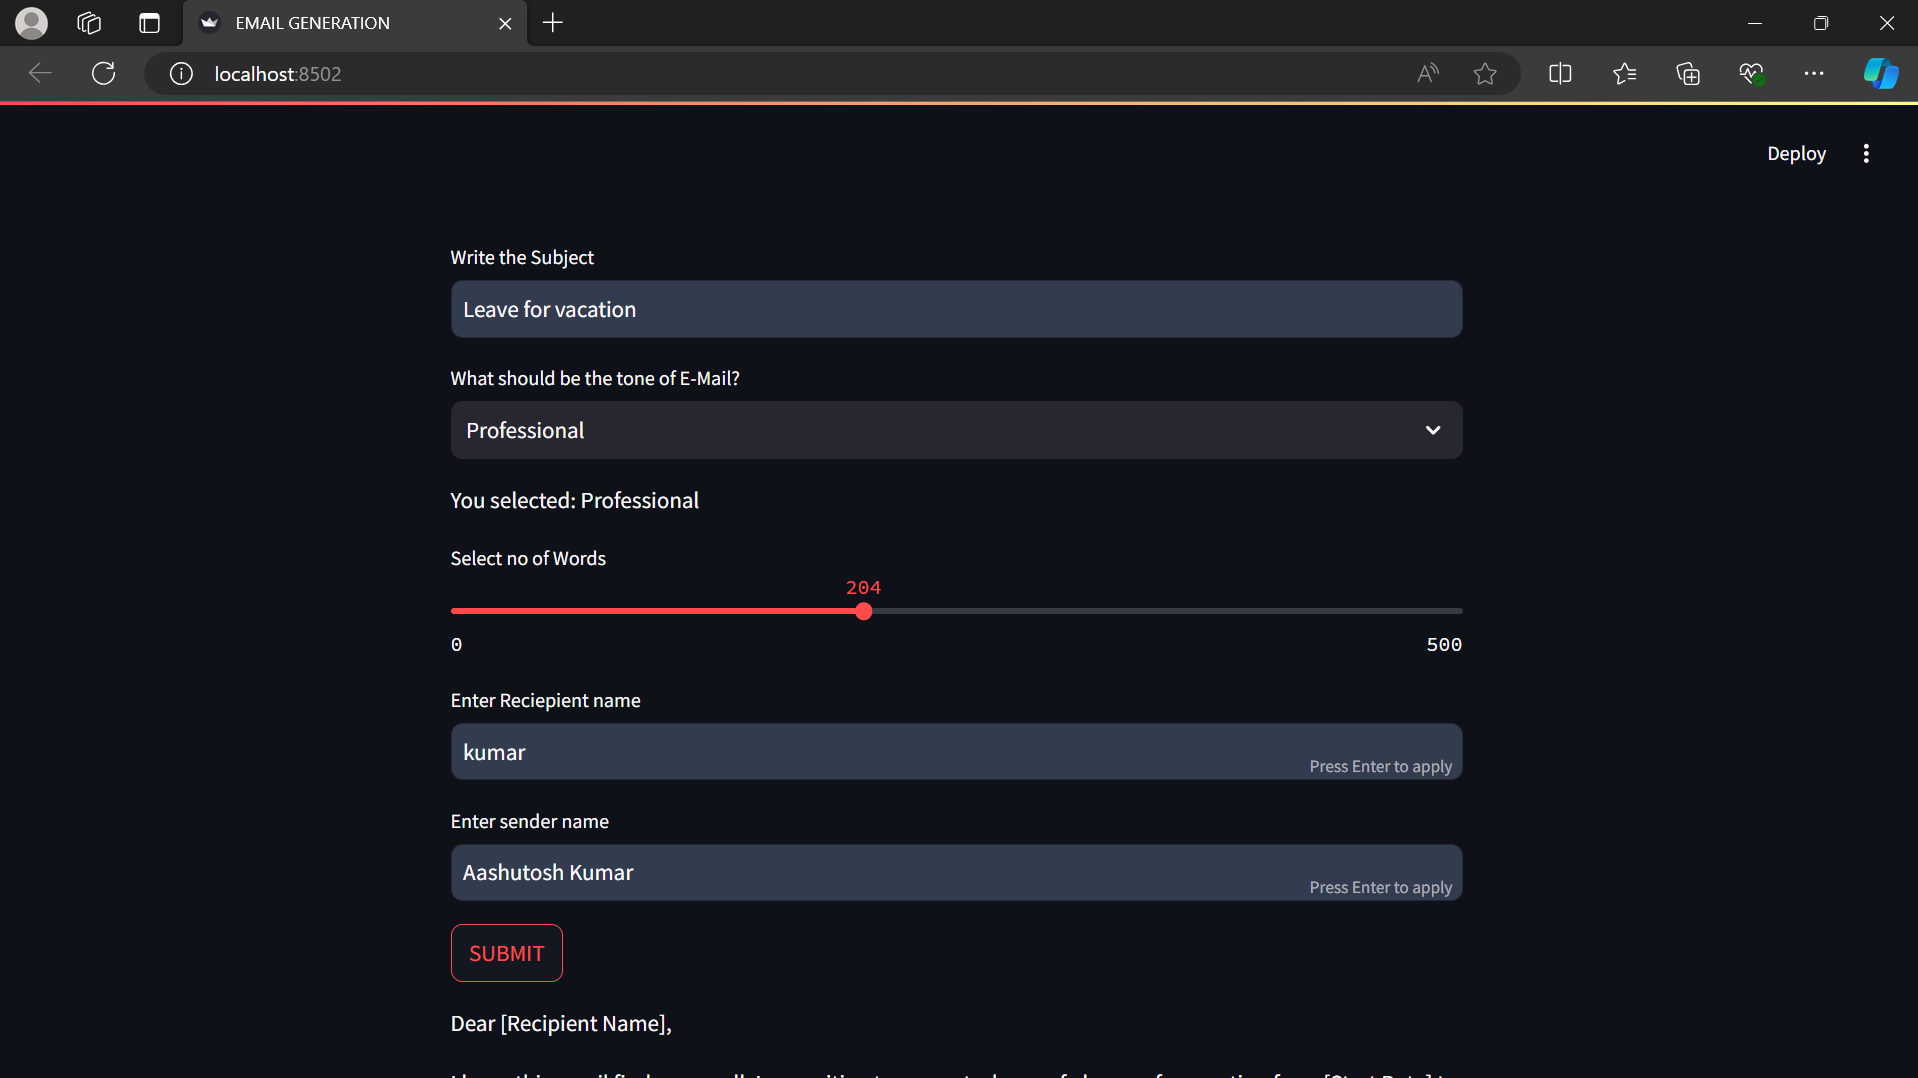 EMAIL GENERATION
localhost:8502
Deploy
Write the Subject
Leave for vacation
What should be the tone of E-Mail?
Professional
You selected: Professional
Select no of Words
204
0 500
Enter Reciepient name
kumar
Press Enter to apply
Enter sender name
Aashutosh Kumar
Press Enter to apply
SUBMIT
Dear [Recipient Name],